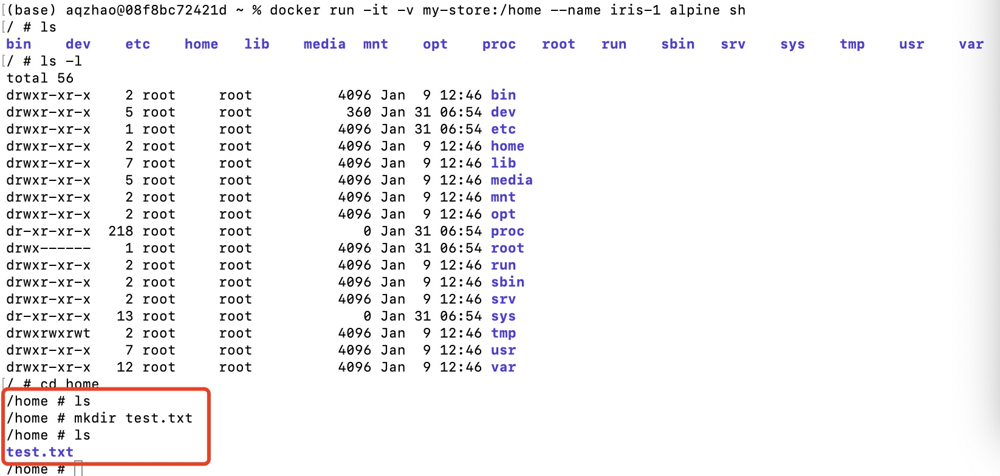 (base) aqzhao@08f8bc72421d ~ % docker run -it -v my-store:/home --name iris-1 alpine sh
/ # ls
bin    dev    etc    home   lib    media  mnt    opt    proc   root   run    sbin   srv    sys    tmp    usr    var
/ # ls -l
total 56
drwxr-xr-x    2 root     root          4096 Jan  9 12:46 bin
drwxr-xr-x    5 root     root           360 Jan 31 06:54 dev
drwxr-xr-x    1 root     root          4096 Jan 31 06:54 etc
drwxr-xr-x    2 root     root          4096 Jan  9 12:46 home
drwxr-xr-x    7 root     root          4096 Jan  9 12:46 lib
drwxr-xr-x    5 root     root          4096 Jan  9 12:46 media
drwxr-xr-x    2 root     root          4096 Jan  9 12:46 mnt
drwxr-xr-x    2 root     root          4096 Jan  9 12:46 opt
dr-xr-xr-x  218 root     root             0 Jan 31 06:54 proc
drwx------    1 root     root          4096 Jan 31 06:54 root
drwxr-xr-x    2 root     root          4096 Jan  9 12:46 run
drwxr-xr-x    2 root     root          4096 Jan  9 12:46 sbin
drwxr-xr-x    2 root     root          4096 Jan  9 12:46 srv
dr-xr-xr-x   13 root     root             0 Jan 31 06:54 sys
drwxrwxrwt    2 root     root          4096 Jan  9 12:46 tmp
drwxr-xr-x    7 root     root          4096 Jan  9 12:46 usr
drwxr-xr-x   12 root     root          4096 Jan  9 12:46 var
/ # cd home
/home # ls
/home # mkdir test.txt
/home # ls
test.txt
/home #